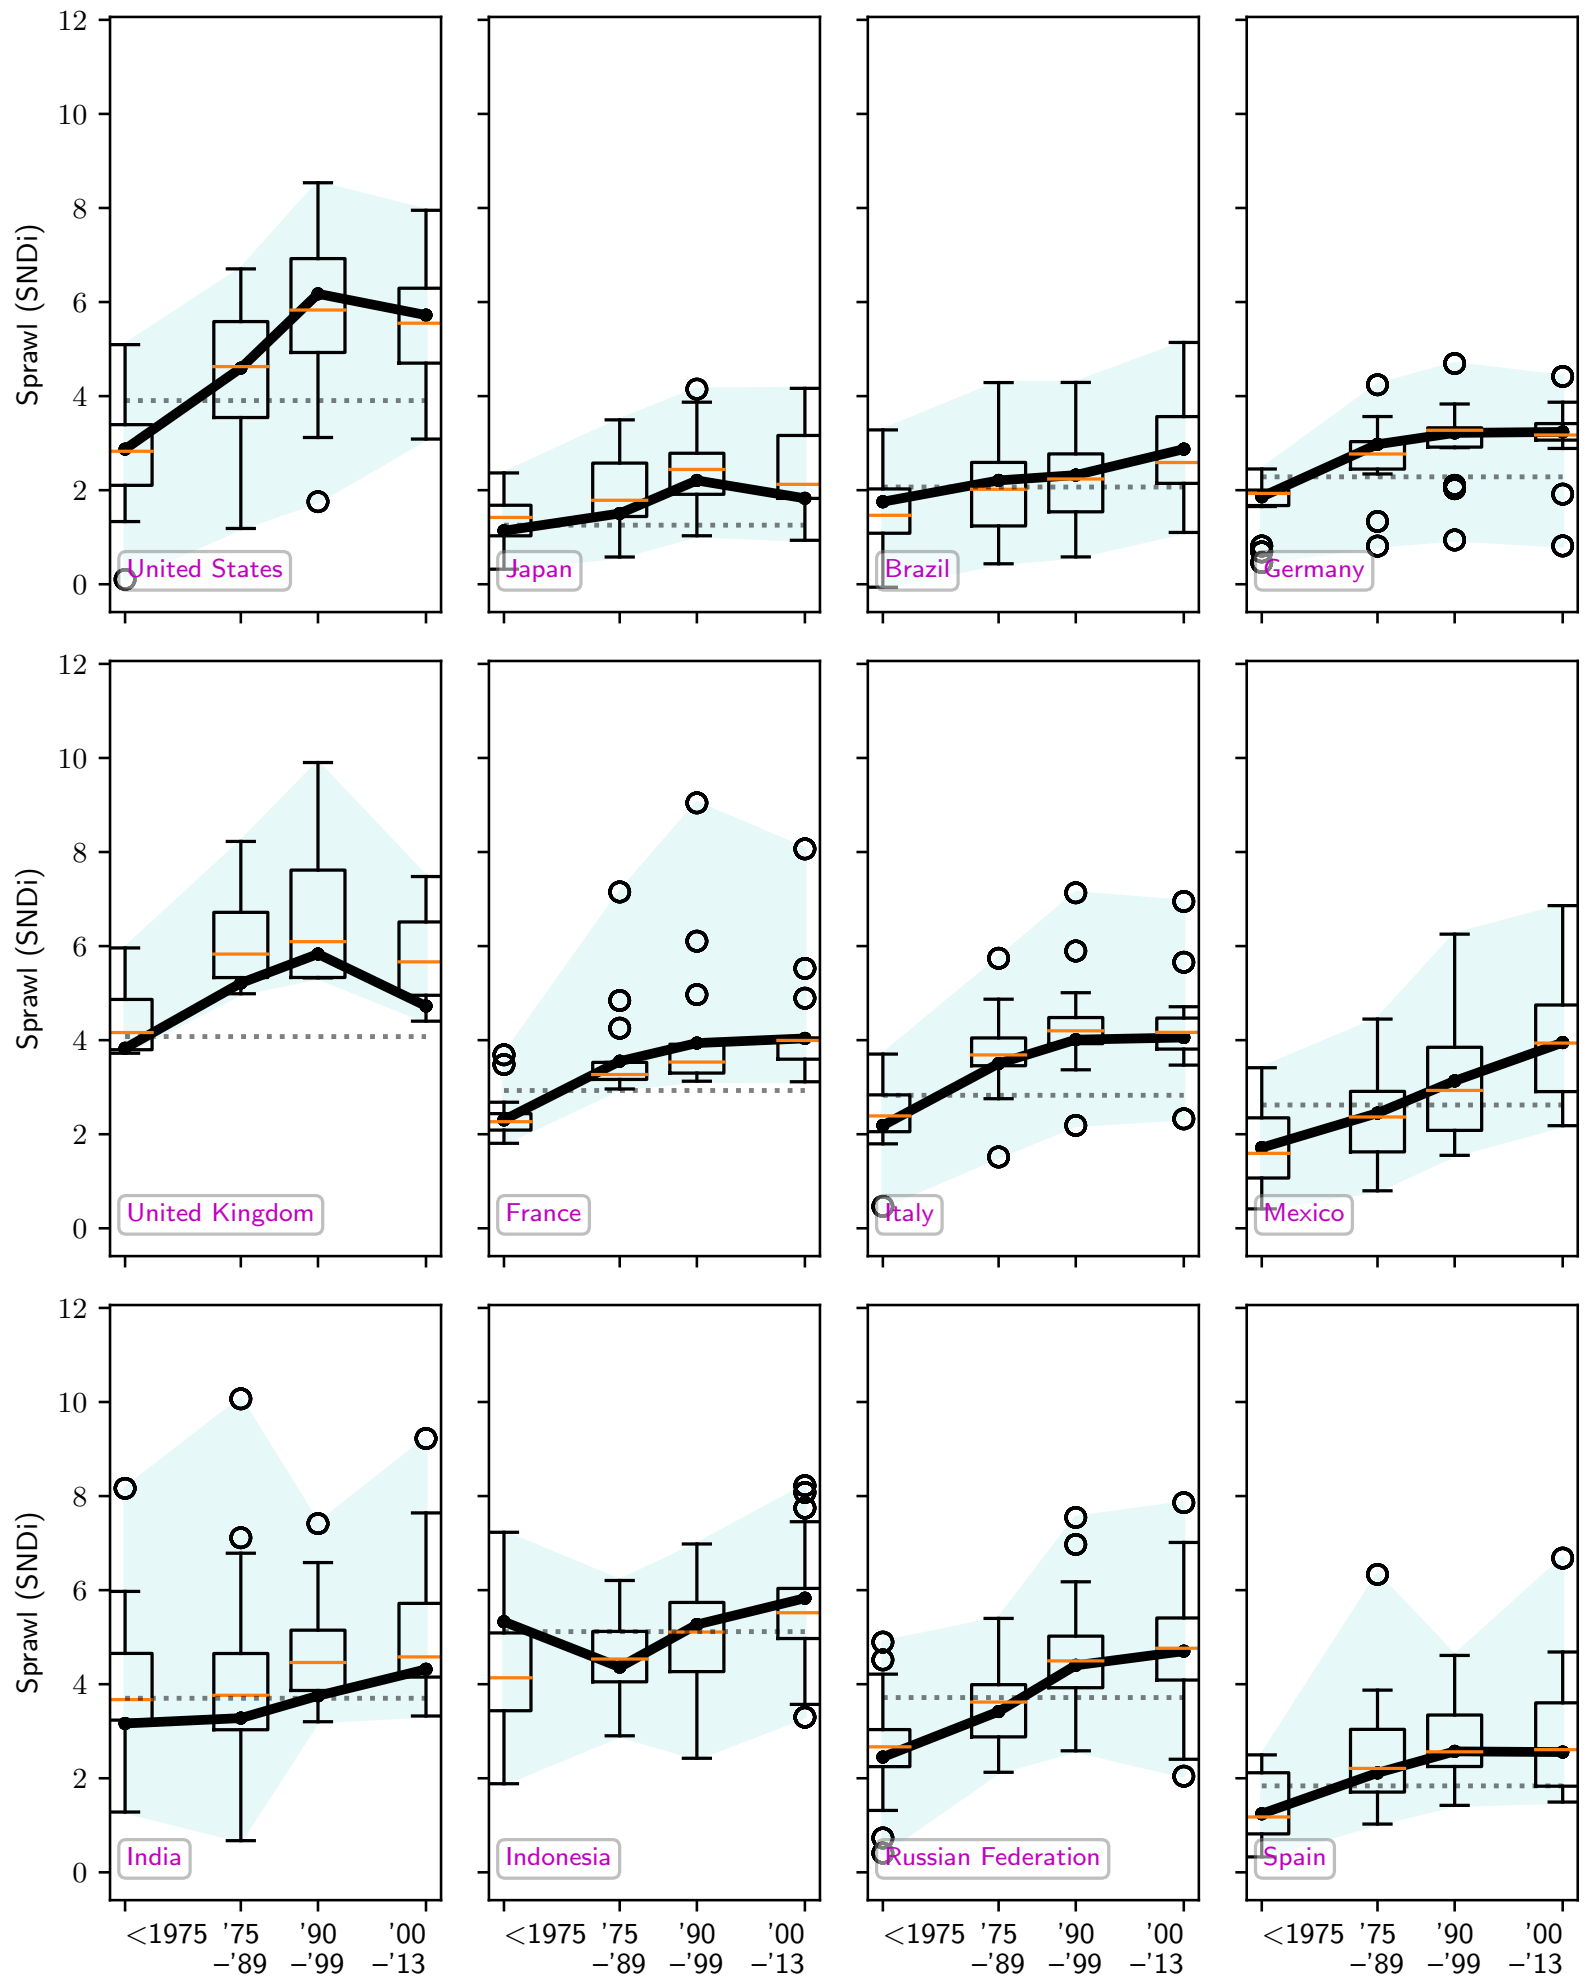 12
10
8
6
4
2
0
Sprawl (SNDi)
United States
Japan
Brazil
Germany
12
10
8
6
4
2
0
Sprawl (SNDi)
United Kingdom
France
Italy
Mexico
12
10
8
6
4
2
0
Sprawl (SNDi)
India
Indonesia
Russian Federation
Spain
<1975 ’75 ’90 ’00 <1975 ’75 ’90 ’00 <1975 ’75 ’90 ’00 <1975 ’75 ’90 ’00
–’89 –’99 –’13 –’89 –’99 –’13 –’89 –’99 –’13 –’89 –’99 –’13